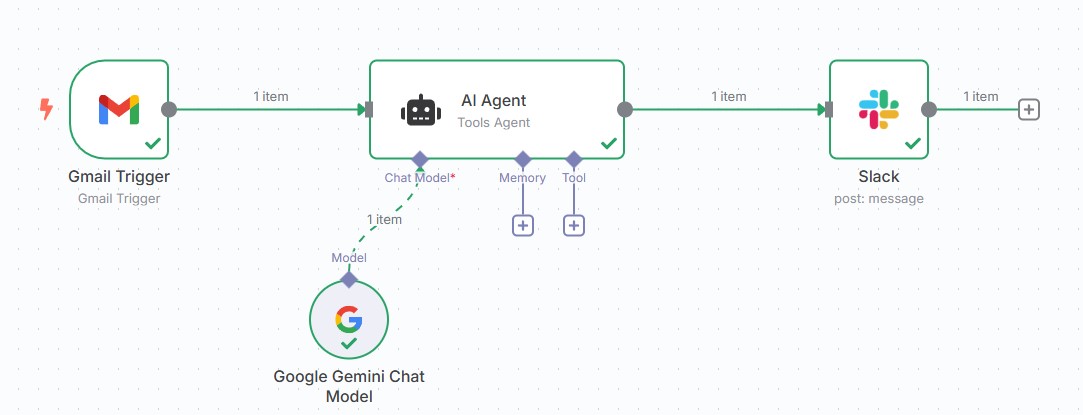 1 item
1 item
1 item
AI Agent
Tools Agent
Gmail Trigger
Gmail Trigger
Chat Model*
Memory
Tool
Slack
post: message
1 item
Model
Google Gemini Chat
Model